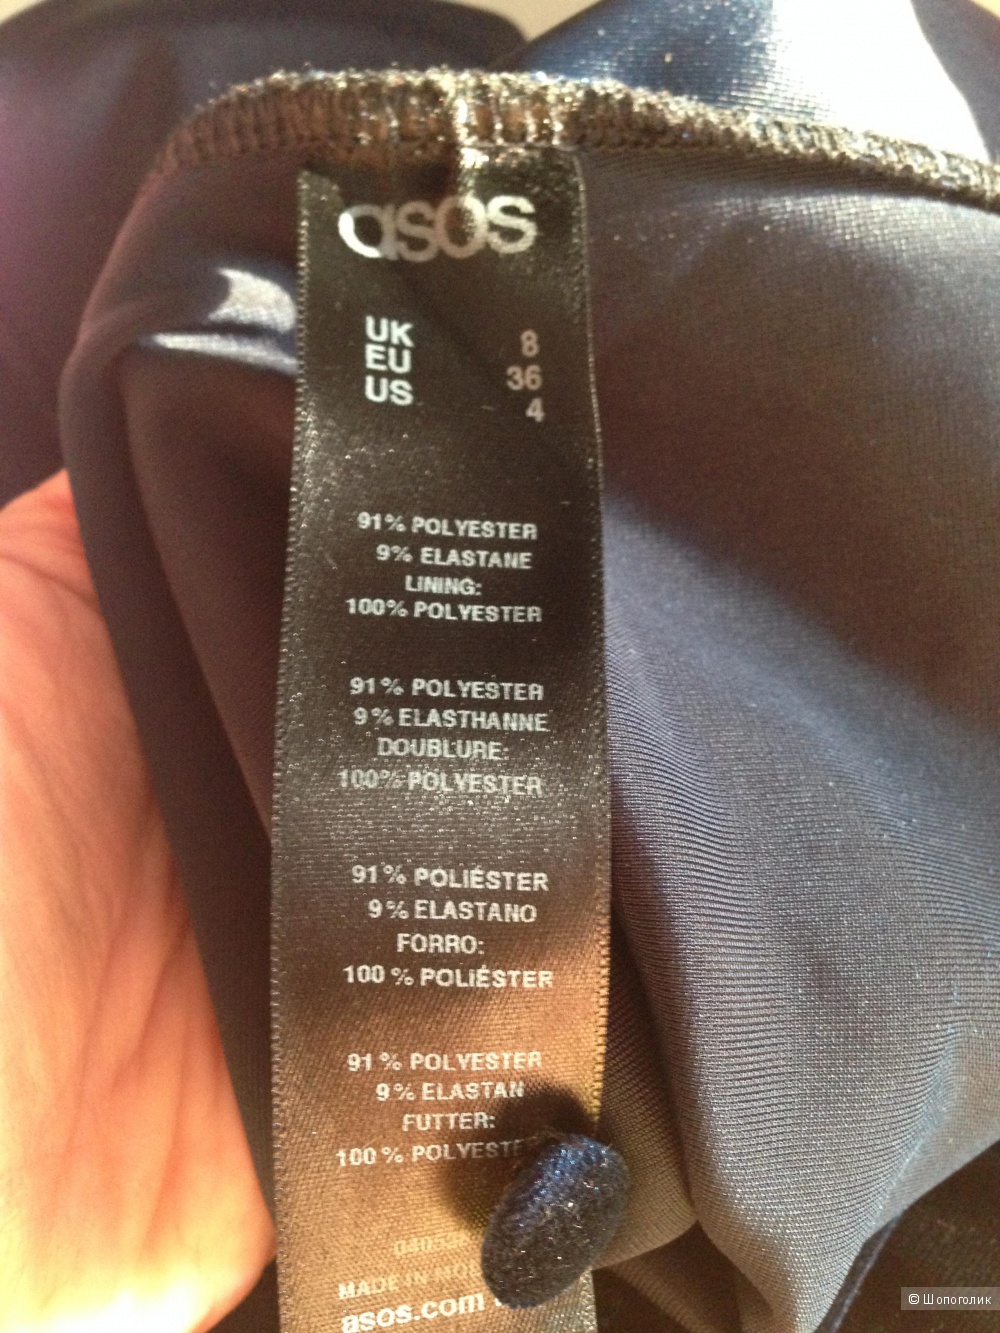 asos
UK 8
EU 36
US 4
91% POLYESTER
9% ELASTANE
LINING:
100% POLYESTER
91% POLYESTER
9% ELASTHANNE
DOUBLURE:
100% POLYESTER
91% POLIÉSTER
9% ELASTANO
FORRO:
100% POLIÉSTER
91% POLYESTER
9% ELASTAN
FUTTER:
100% POLYESTE
MADE IN
asos.com
© Шопоголик